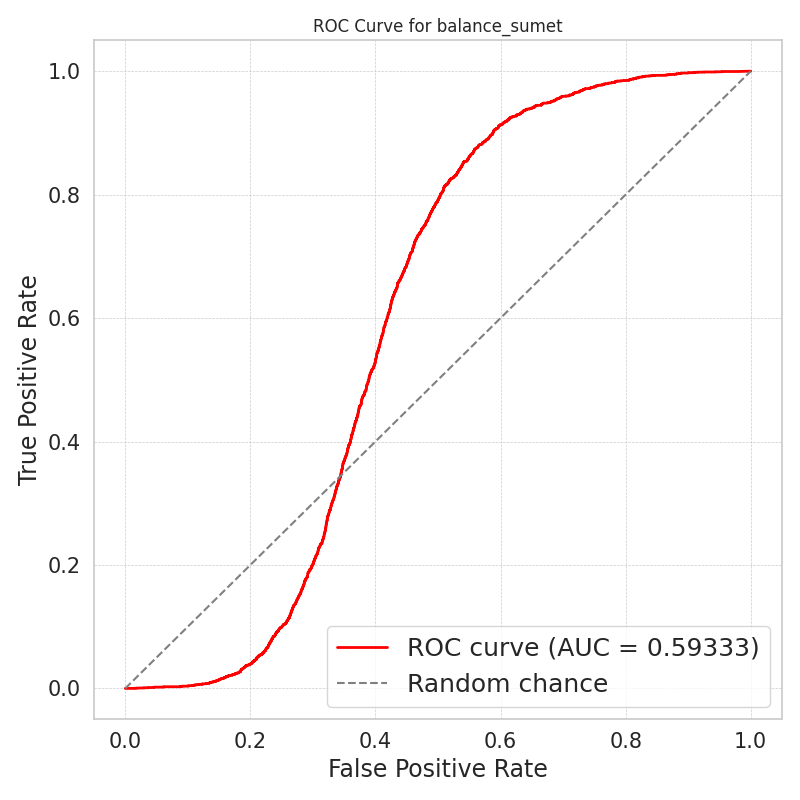 ROC Curve for balance_sumet
1.0
0.8
0.6
0.4
0.2
0.0
True Positive Rate
ROC curve (AUC = 0.59333)
Random chance
0.0 0.2 0.4 0.6 0.8 1.0
False Positive Rate